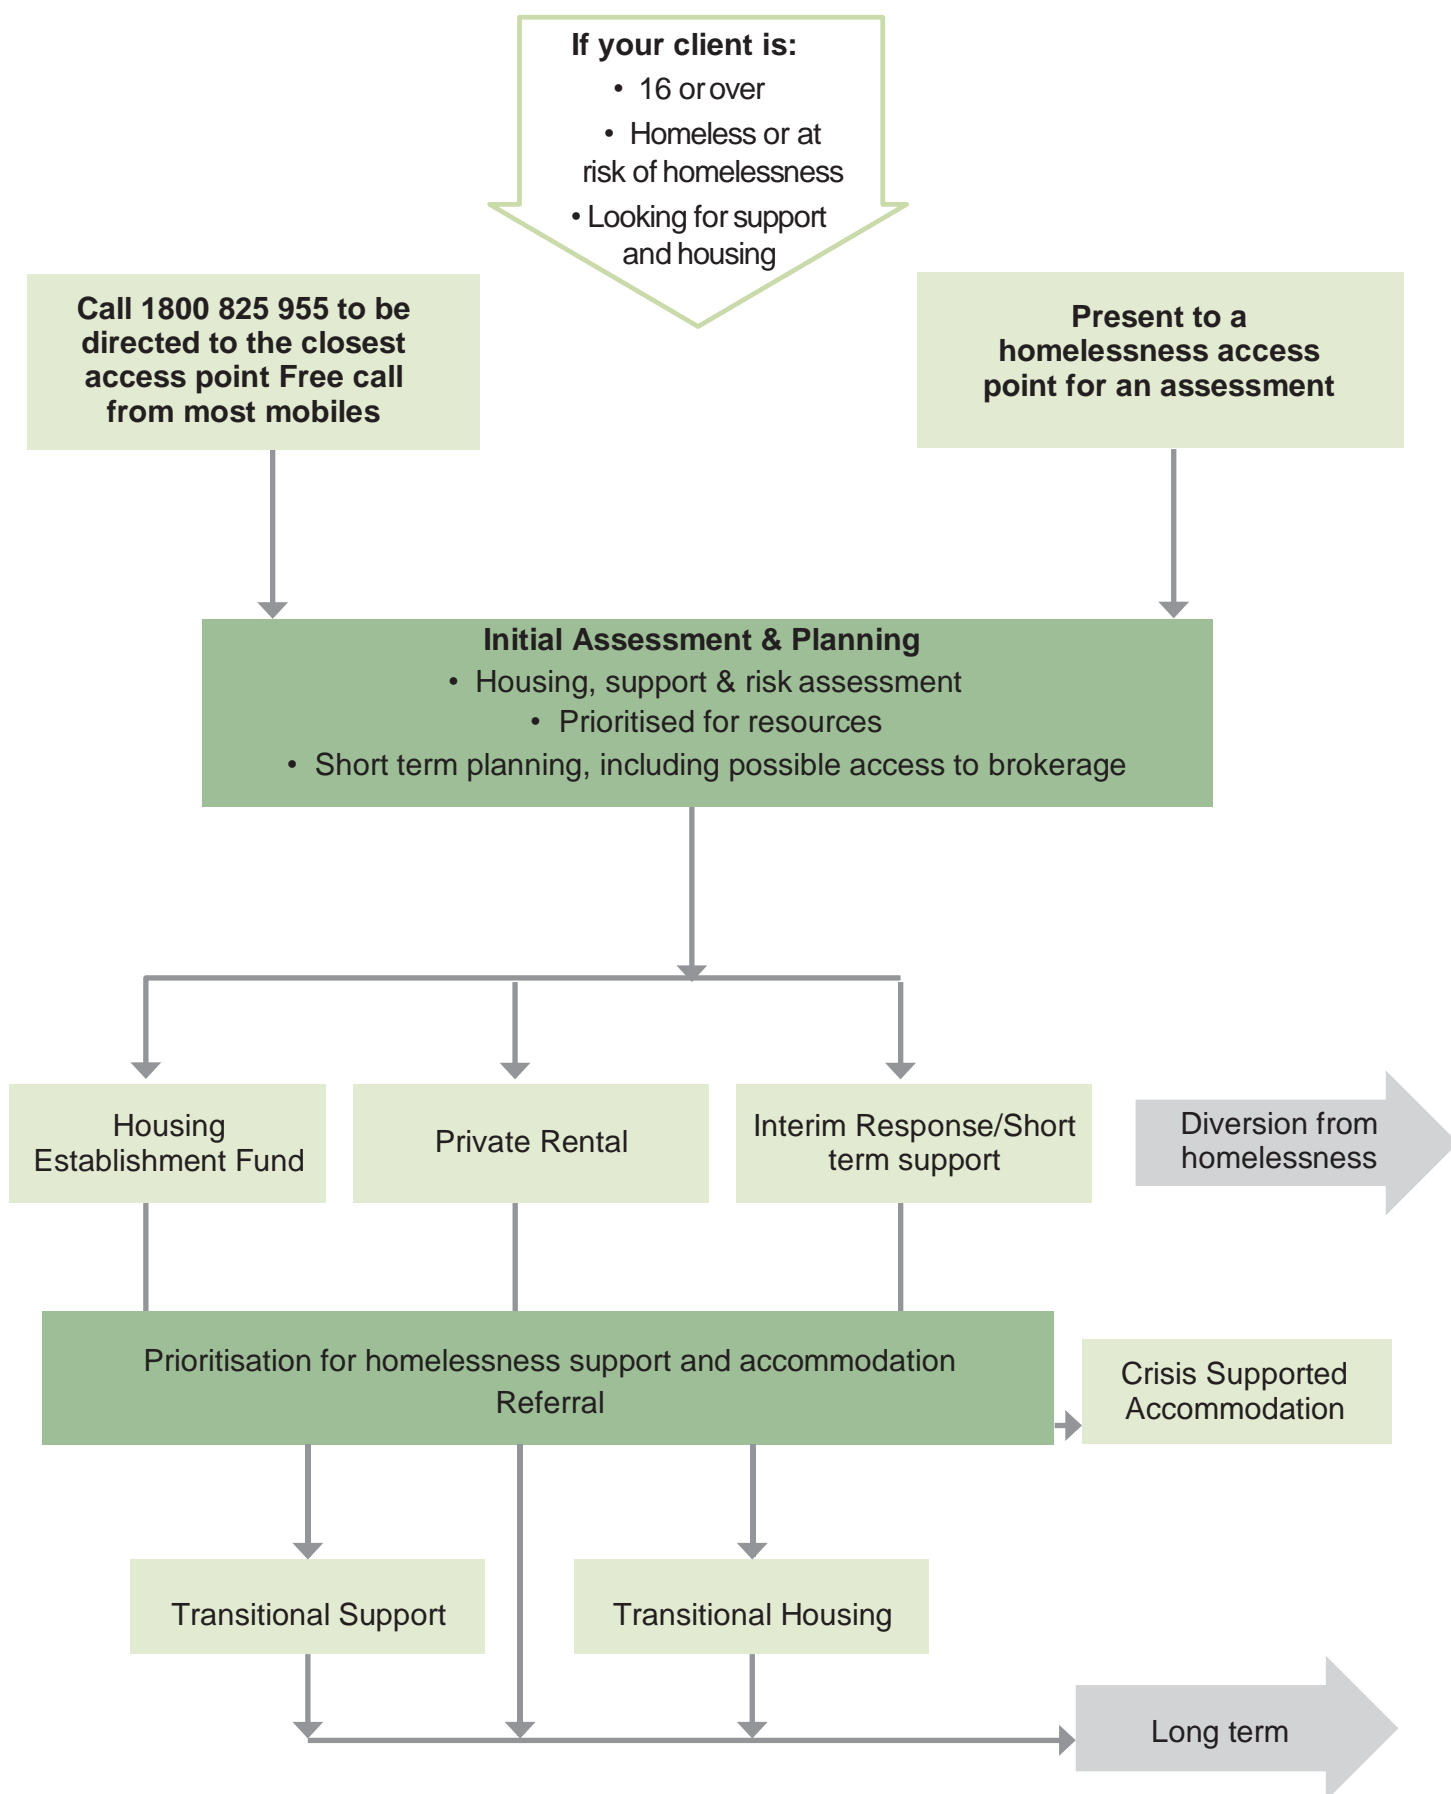 If your client is:
• 16 or over
• Homeless or at
risk of homelessness
• Looking for support
and housing
Call 1800 825 955 to be
directed to the closest
access point Free call
from most mobiles
Present to a
homelessness access
point for an assessment
Initial Assessment & Planning
• Housing, support & risk assessment
• Prioritised for resources
• Short term planning, including possible access to brokerage
Housing
Establishment Fund
Private Rental
Interim Response/Short
term support
Diversion from
homelessness
Prioritisation for homelessness support and accommodation
Referral
Crisis Supported
Accommodation
Transitional Support
Transitional Housing
Long term